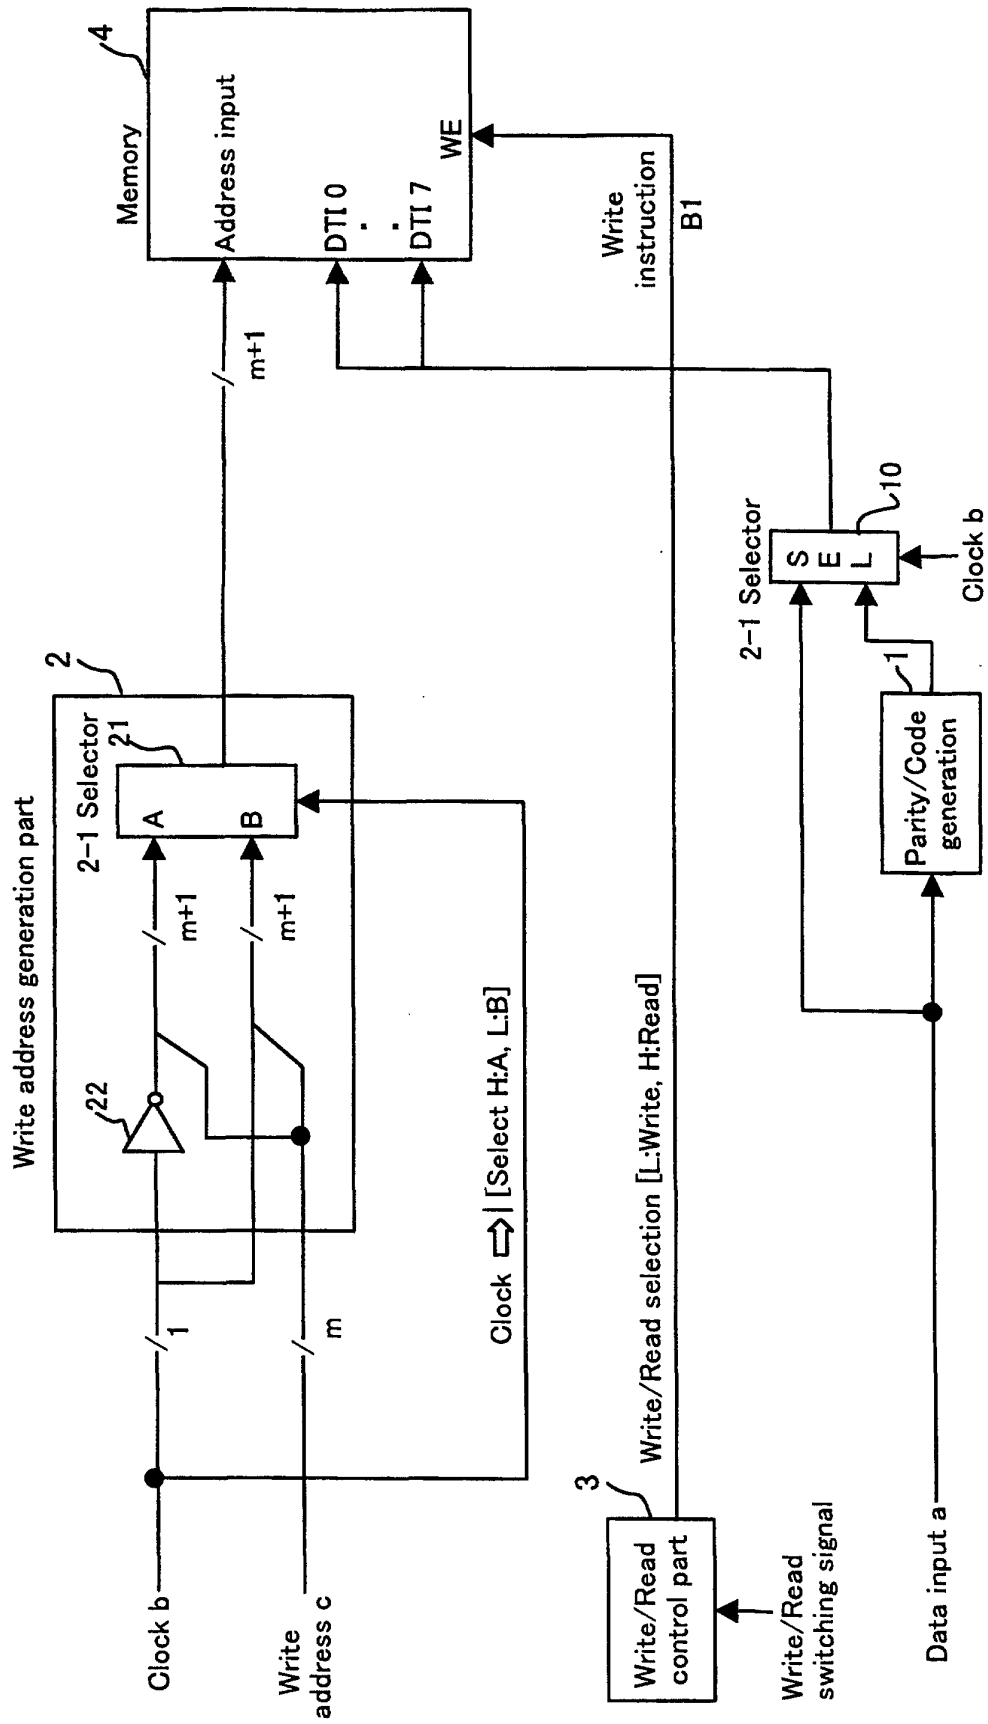 Write address generation part
2
2-1 Selector
21
22
A
B
m+1
m+1
1
m
Clock b
Write
address c
Clock ⇨| [Select H:A, L:B]
m+1
Memory
4
Address input
DTI 0
. .
DTI 7
WE
Write
instruction
B1
Write/Read selection [L:Write, H:Read]
3
Write/Read
control part
Write/Read
switching signal
Data input a
1
Parity/Code
generation
2-1 Selector
SEL
10
Clock b